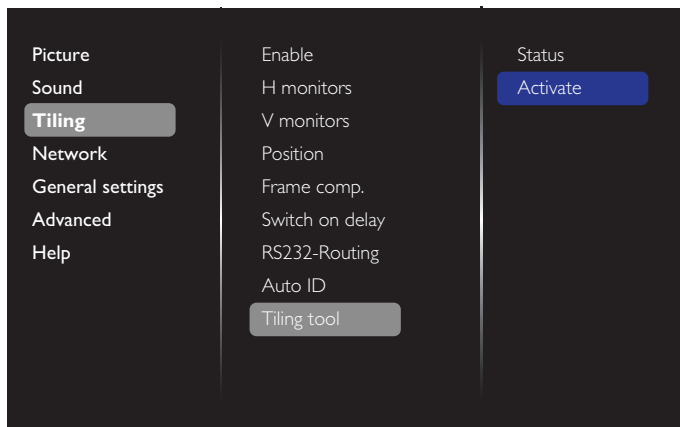 Picture
Sound
Tiling
Network
General settings
Advanced
Help
Enable
H monitors
V monitors
Position
Frame comp.
Switch on delay
RS232-Routing
Auto ID
Tiling tool
Status
Activate